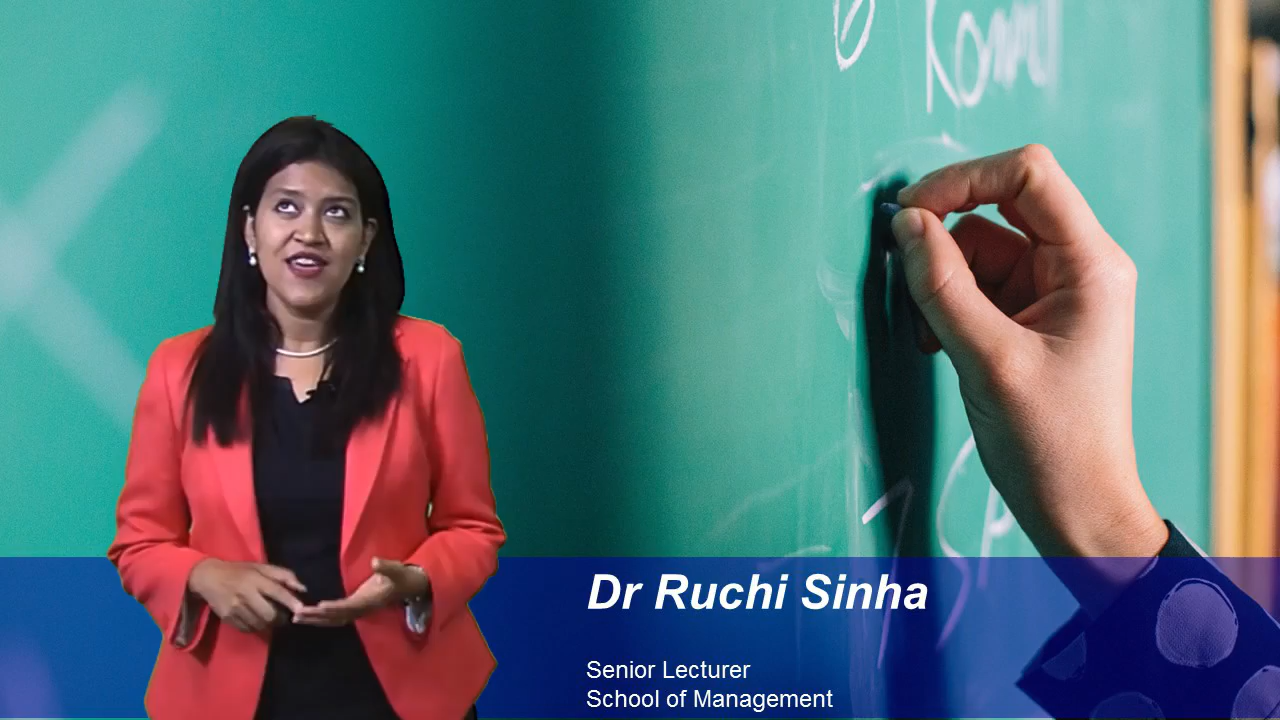 Dr Ruchi Sinha
Senior Lecturer
School of Management